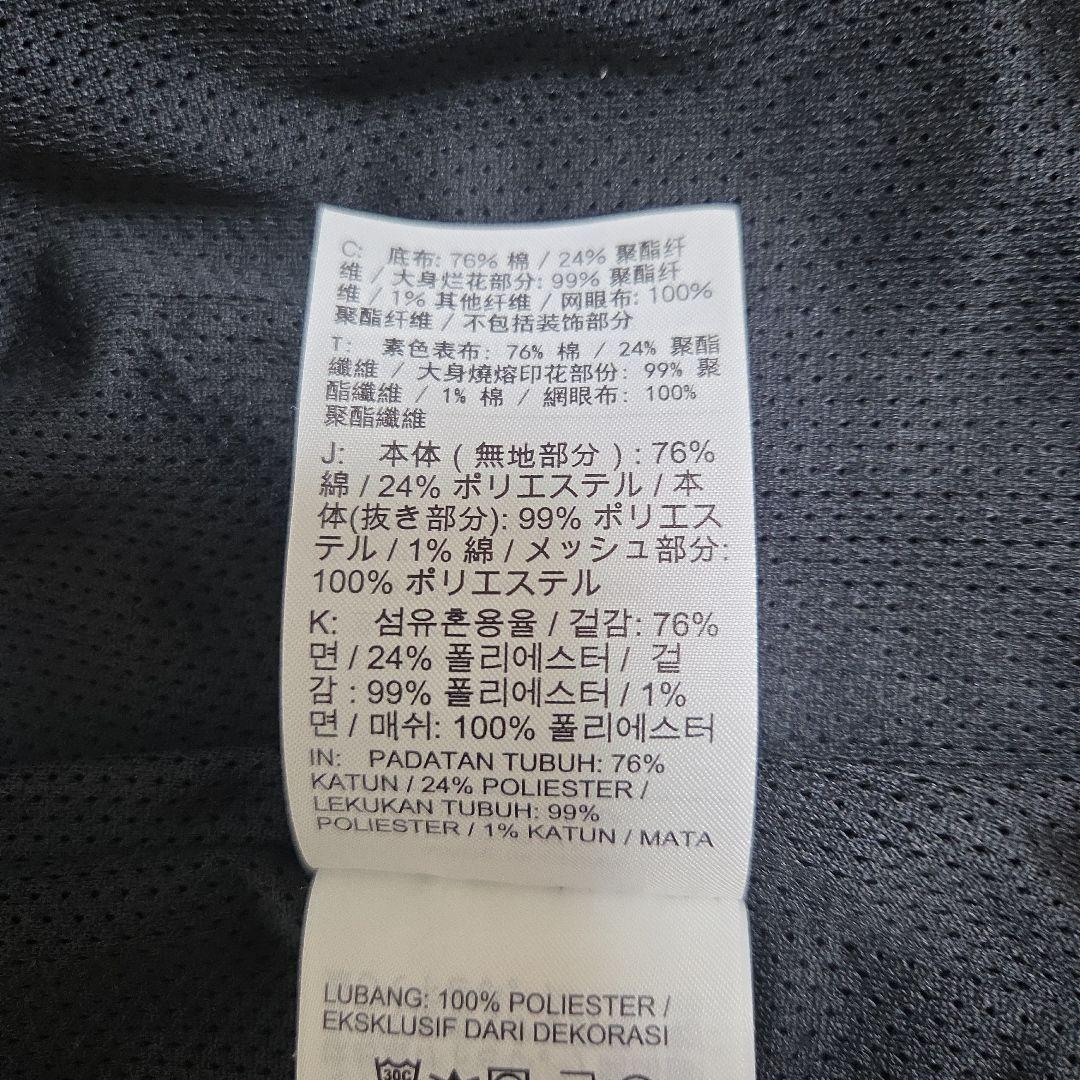 C: 底布: 76% 棉 / 24% 聚酯纤
维 / 大身烂花部分: 99% 聚酯纤
维 / 1% 其他纤维 / 网眼布: 100%
聚酯纤维 / 不包括装饰部分
T: 素色表布: 76% 棉 / 24% 聚酯
纖維 / 大身燒熔印花部份: 99% 聚
酯纖維 / 1% 棉 / 網眼布: 100%
聚酯纖維
J: 本体 ( 無地部分 ) : 76%
綿 / 24% ポリエステル / 本
体(抜き部分): 99% ポリエス
テル / 1% 綿 / メッシュ部分:
100% ポリエステル
K: 섬유혼용율 / 겉감: 76%
면 / 24% 폴리에스터 / 겉
감 : 99% 폴리에스터 / 1%
면 / 매쉬: 100% 폴리에스터
IN: PADATAN TUBUH: 76%
KATUN / 24% POLIESTER /
LEKUKAN TUBUH: 99%
POLIESTER / 1% KATUN / MATA
LUBANG: 100% POLIESTER /
EKSKLUSIF DARI DEKORASI
30C